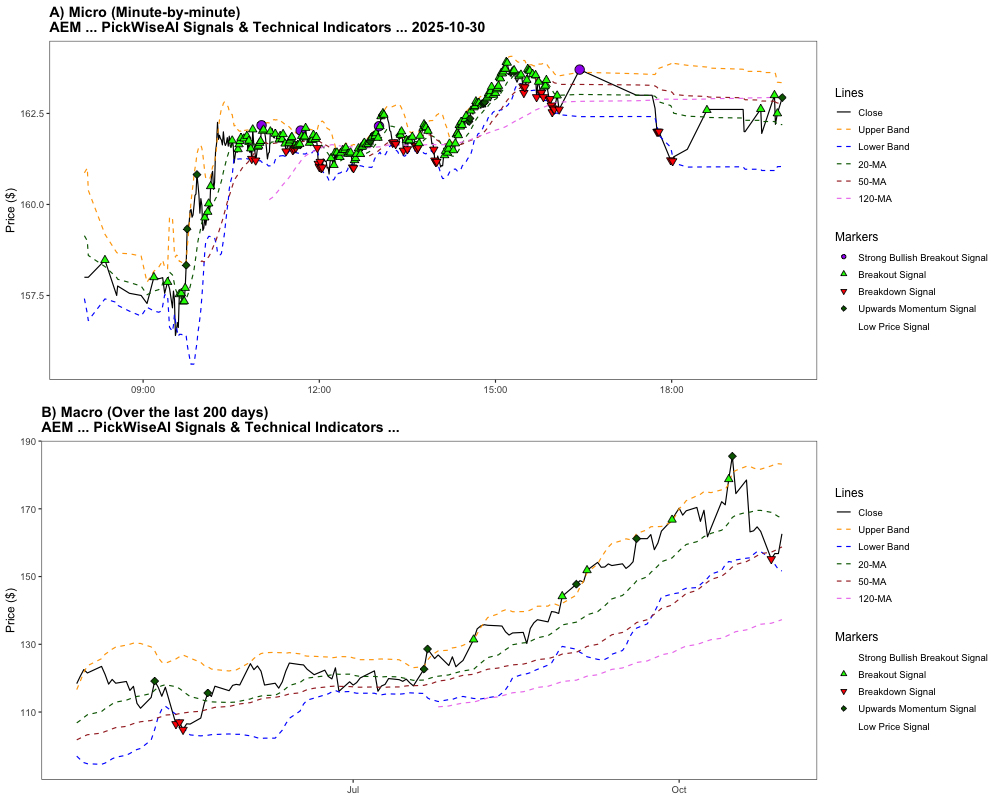 A) Micro (Minute-by-minute)
AEM ... PickWiseAI Signals & Technical Indicators ... 2025-10-30
Price ($)
162.5
160.0
157.5
09:00
12:00
15:00
18:00
Lines
Close
Upper Band
Lower Band
20-MA
50-MA
120-MA
Markers
Strong Bullish Breakout Signal
Breakout Signal
Breakdown Signal
Upwards Momentum Signal
Low Price Signal
B) Macro (Over the last 200 days)
AEM ... PickWiseAI Signals & Technical Indicators ...
Price ($)
190
170
150
130
110
Jul
Oct
Lines
Close
Upper Band
Lower Band
20-MA
50-MA
120-MA
Markers
Strong Bullish Breakout Signal
Breakout Signal
Breakdown Signal
Upwards Momentum Signal
Low Price Signal